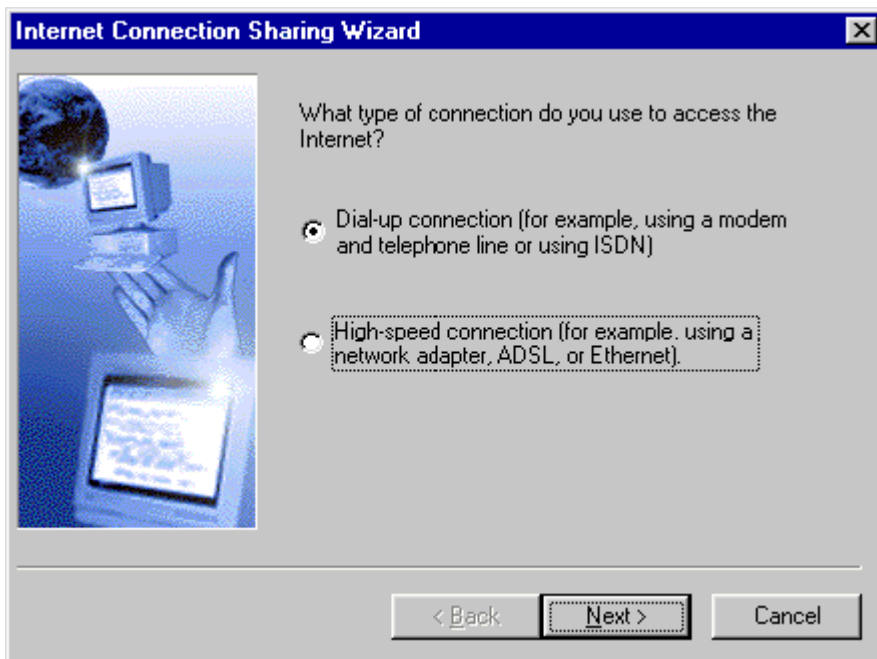 Internet Connection Sharing Wizard
What type of connection do you use to access the
Internet?
Dial-up connection (for example, using a modem
and telephone line or using ISDN)
High-speed connection (for example, using a
network adapter, ADSL, or Ethernet).
< Back
Next >
Cancel